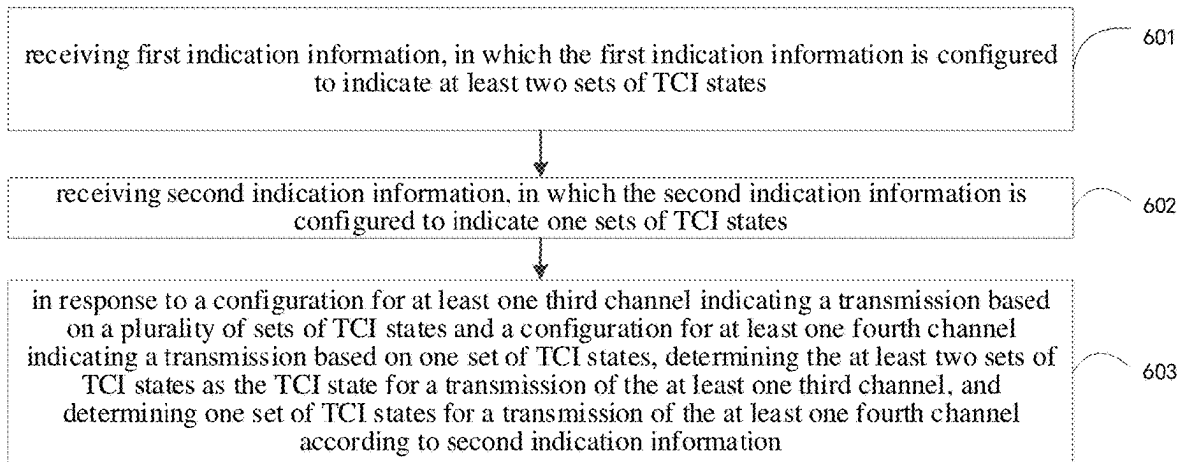 receiving first indication information, in which the first indication information is configured
to indicate at least two sets of TCI states
601
receiving second indication information, in which the second indication information is
configured to indicate one sets of TCI states
602
in response to a configuration for at least one third channel indicating a transmission based
on a plurality of sets of TCI states and a configuration for at least one fourth channel
indicating a transmission based on one set of TCI states, determining the at least two sets of
TCI states as the TCI state for a transmission of the at least one third channel, and
determining one set of TCI states for a transmission of the at least one fourth channel
according to second indication information
603